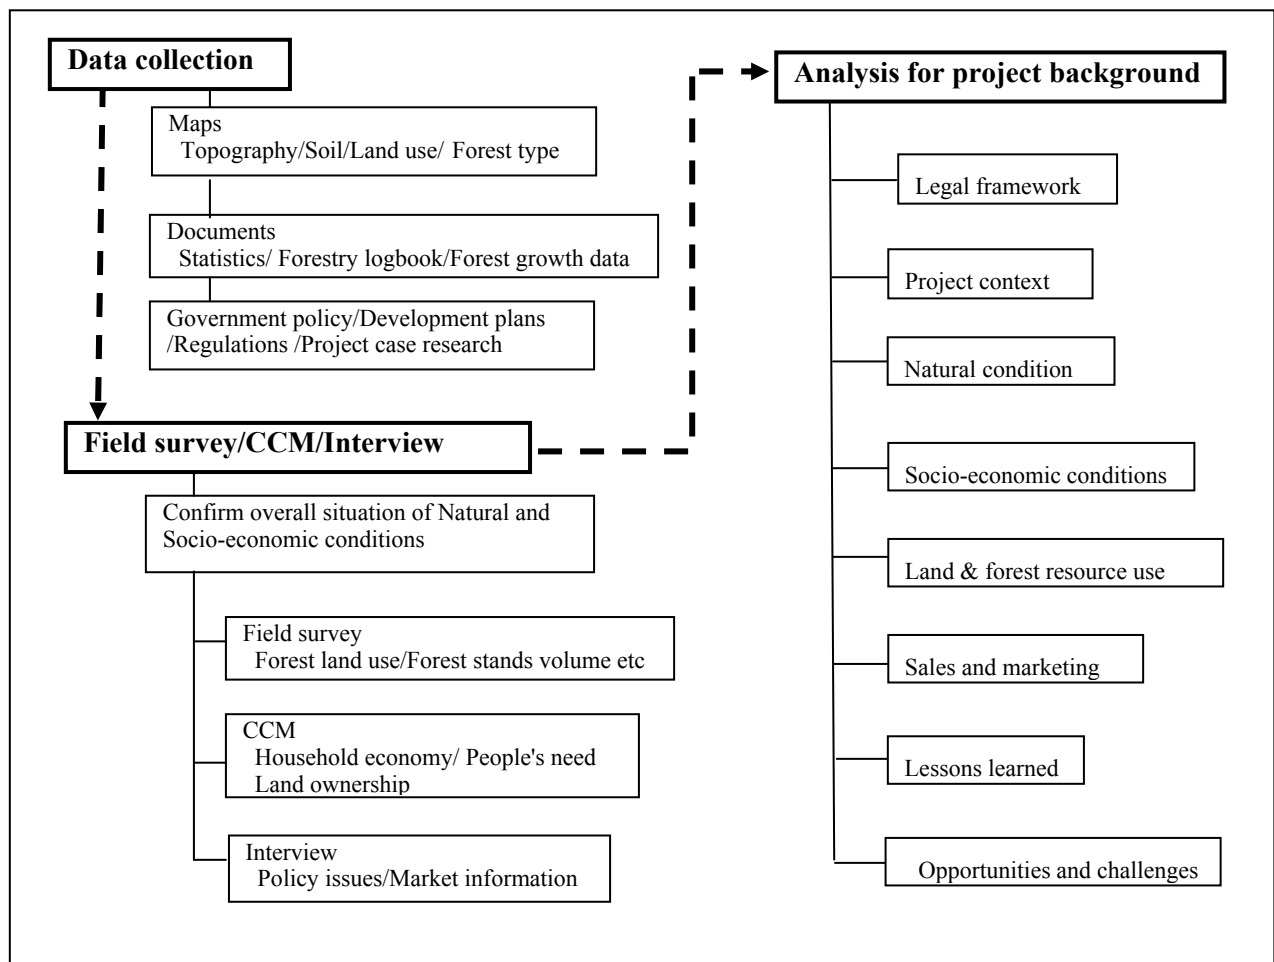 Data collection
Maps
Topography/Soil/Land use/ Forest type
Documents
Statistics/ Forestry logbook/Forest growth data
Government policy/Development plans
/Regulations /Project case research
Field survey/CCM/Interview
Confirm overall situation of Natural and
Socio-economic conditions
Field survey
Forest land use/Forest stands volume etc
CCM
Household economy/ People's need
Land ownership
Interview
Policy issues/Market information
Analysis for project background
Legal framework
Project context
Natural condition
Socio-economic conditions
Land & forest resource use
Sales and marketing
Lessons learned
Opportunities and challenges